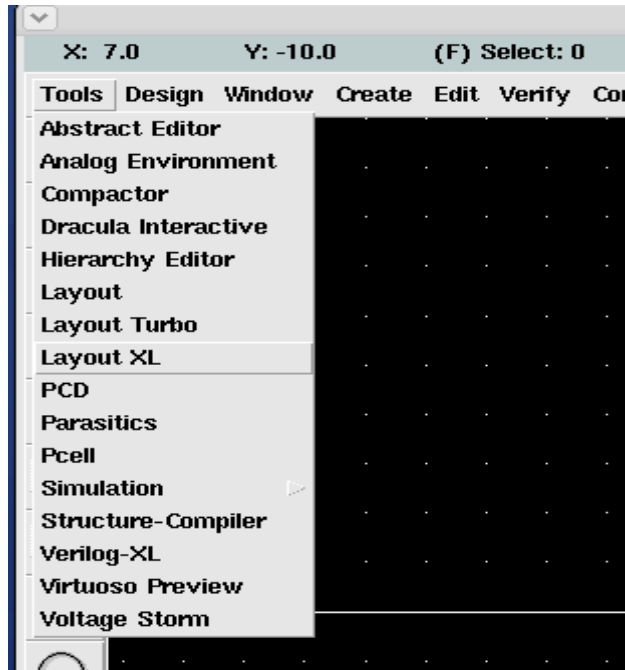 X: 7.0 Y: -10.0 (F) Select: 0
Tools Design Window Create Edit Verify
Abstract Editor
Analog Environment
Compactor
Dracula Interactive
Hierarchy Editor
Layout
Layout Turbo
Layout XL
PCD
Parasitics
Pcell
Simulation
Structure-Compiler
Verilog-XL
Virtuoso Preview
Voltage Storm